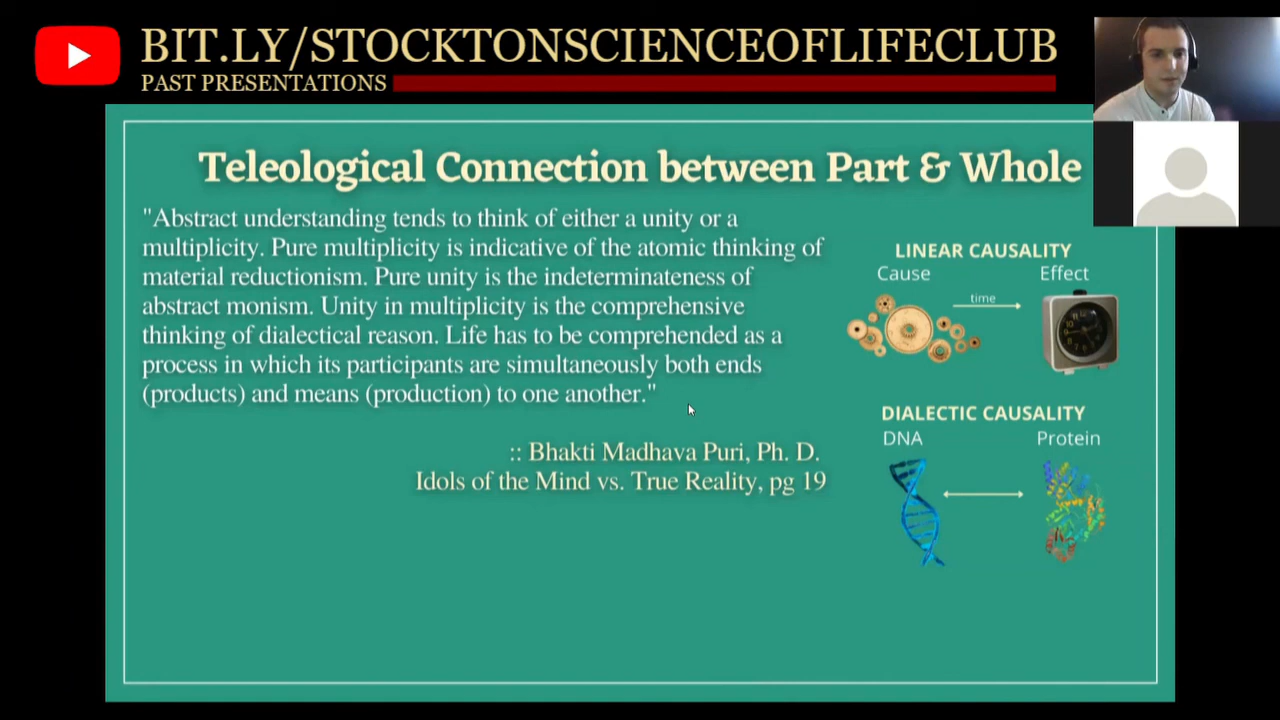 BIT.LY/STOCKTONSCIENCEOFLIFECLUB
PAST PRESENTATIONS
Teleological Connection between Part & Whole
"Abstract understanding tends to think of either a unity or a
multiplicity. Pure multiplicity is indicative of the atomic thinking of
material reductionism. Pure unity is the indeterminateness of
abstract monism. Unity in multiplicity is the comprehensive
thinking of dialectical reason. Life has to be comprehended as a
process in which its participants are simultaneously both ends
(products) and means (production) to one another."
:: Bhakti Madhava Puri, Ph. D.
Idols of the Mind vs. True Reality, pg 19
LINEAR CAUSALITY
Cause Effect
time
DIALECTIC CAUSALITY
DNA Protein